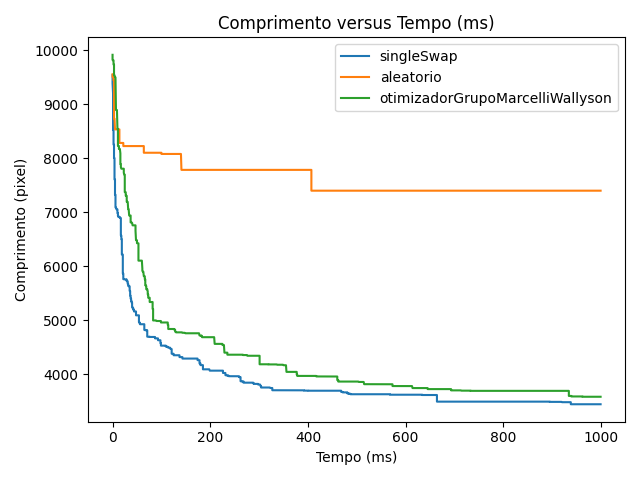 Comprimento versus Tempo (ms)
singleSwap
aleatorio
otimizadorGrupoMarcelliWallyson
Comprimento (pixel)
10000
9000
8000
7000
6000
5000
4000
0 200 400 600 800 1000
Tempo (ms)